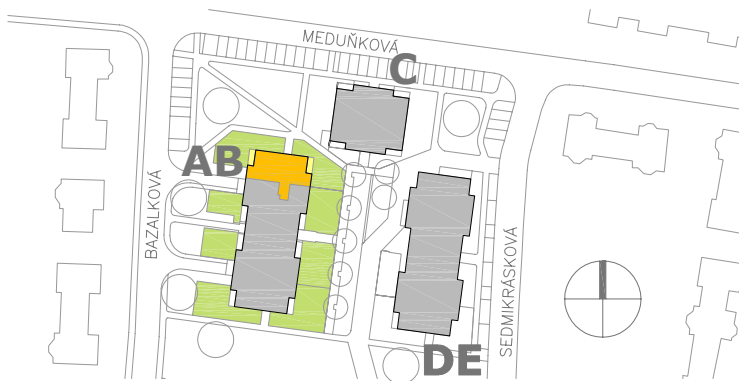 MEDUŇKOVÁ
C
AB
BAZALKOVÁ
SEDMIKRÁSKOVÁ
DE